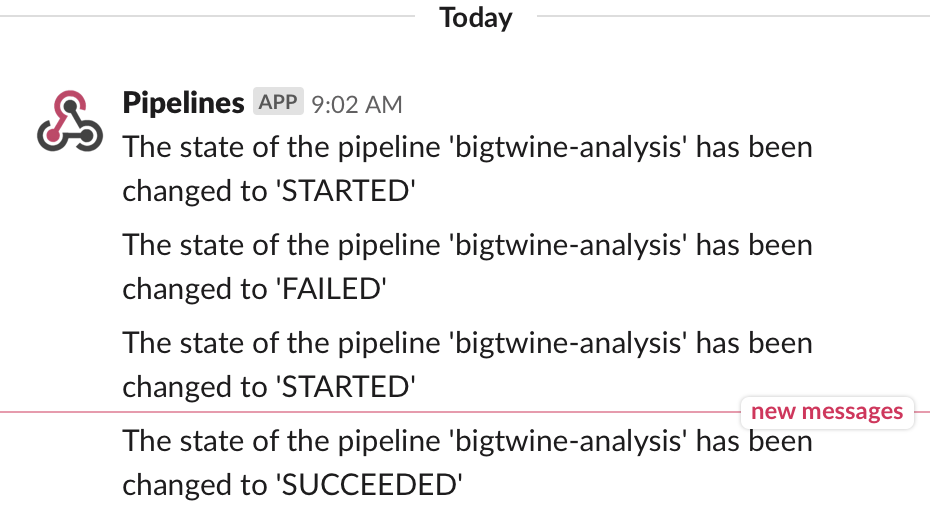 Today
Pipelines APP 9:02 AM
The state of the pipeline 'bigtwine-analysis' has been
changed to 'STARTED'
The state of the pipeline 'bigtwine-analysis' has been
changed to 'FAILED'
The state of the pipeline 'bigtwine-analysis' has been
changed to 'STARTED'
new messages
The state of the pipeline 'bigtwine-analysis' has been
changed to 'SUCCEEDED'